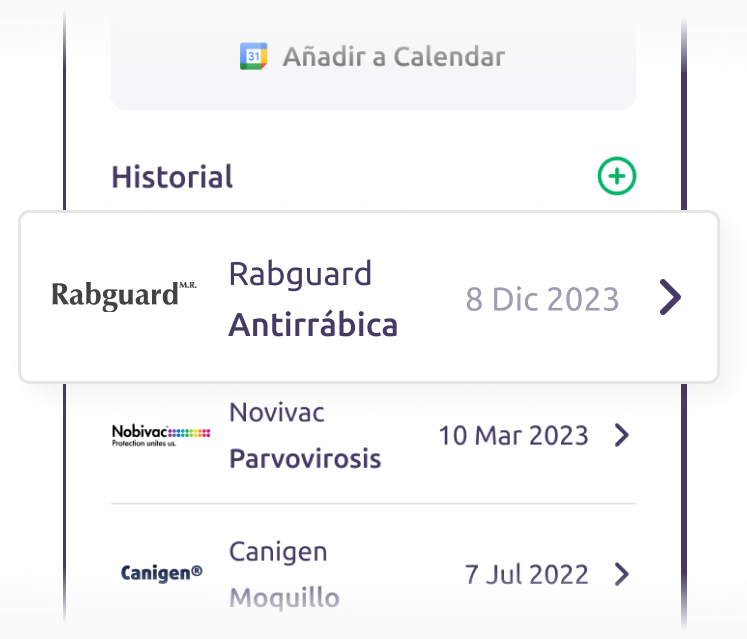 31 Añadir a Calendar
Historial
Rabguard M.R.
Rabguard
Antirrábica
8 Dic 2023
Nobivac
Protection unites us.
Novivac
Parvovirosis
10 Mar 2023
Canigen®
Canigen
Moquillo
7 Jul 2022